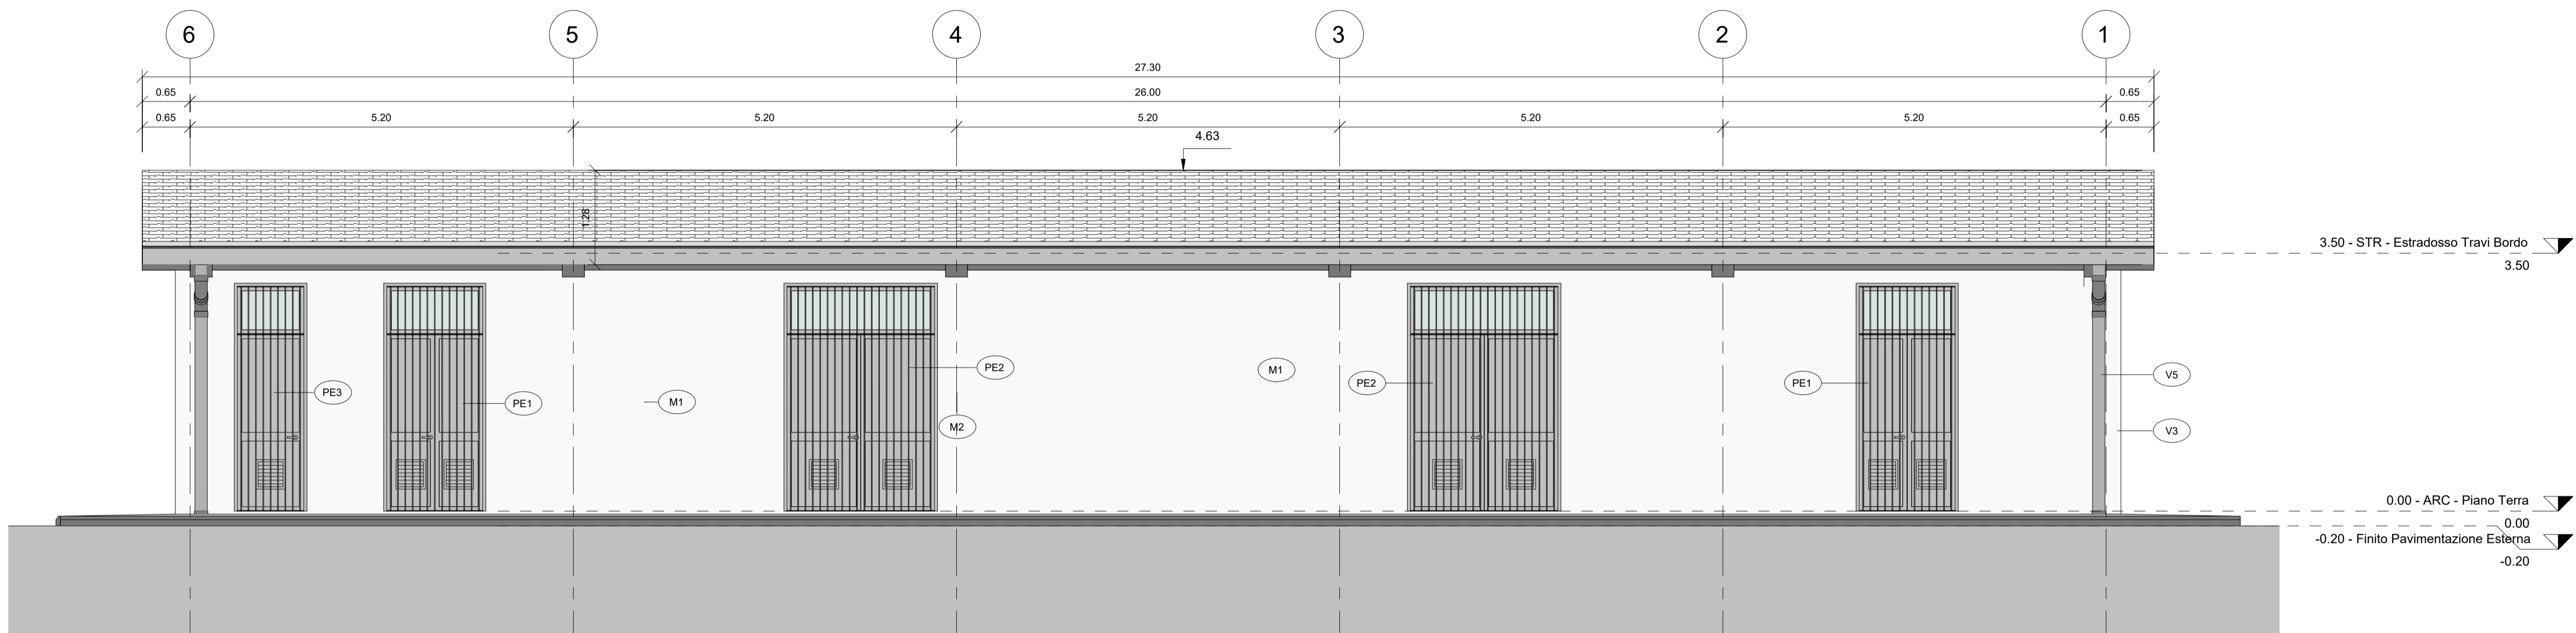 6 5 4 3 2 1
27.30
0.65 26.00 0.65
0.65 5.20 5.20 5.20 5.20 5.20 0.65
4.63
1.28
3.50 - STR - Estradosso Travi Bordo
3.50
PE3
PE1
M1
PE2
M2
M1
PE2
PE1
V5
V3
0.00 - ARC - Piano Terra
0.00
-0.20 - Finito Pavimentazione Esterna
-0.20